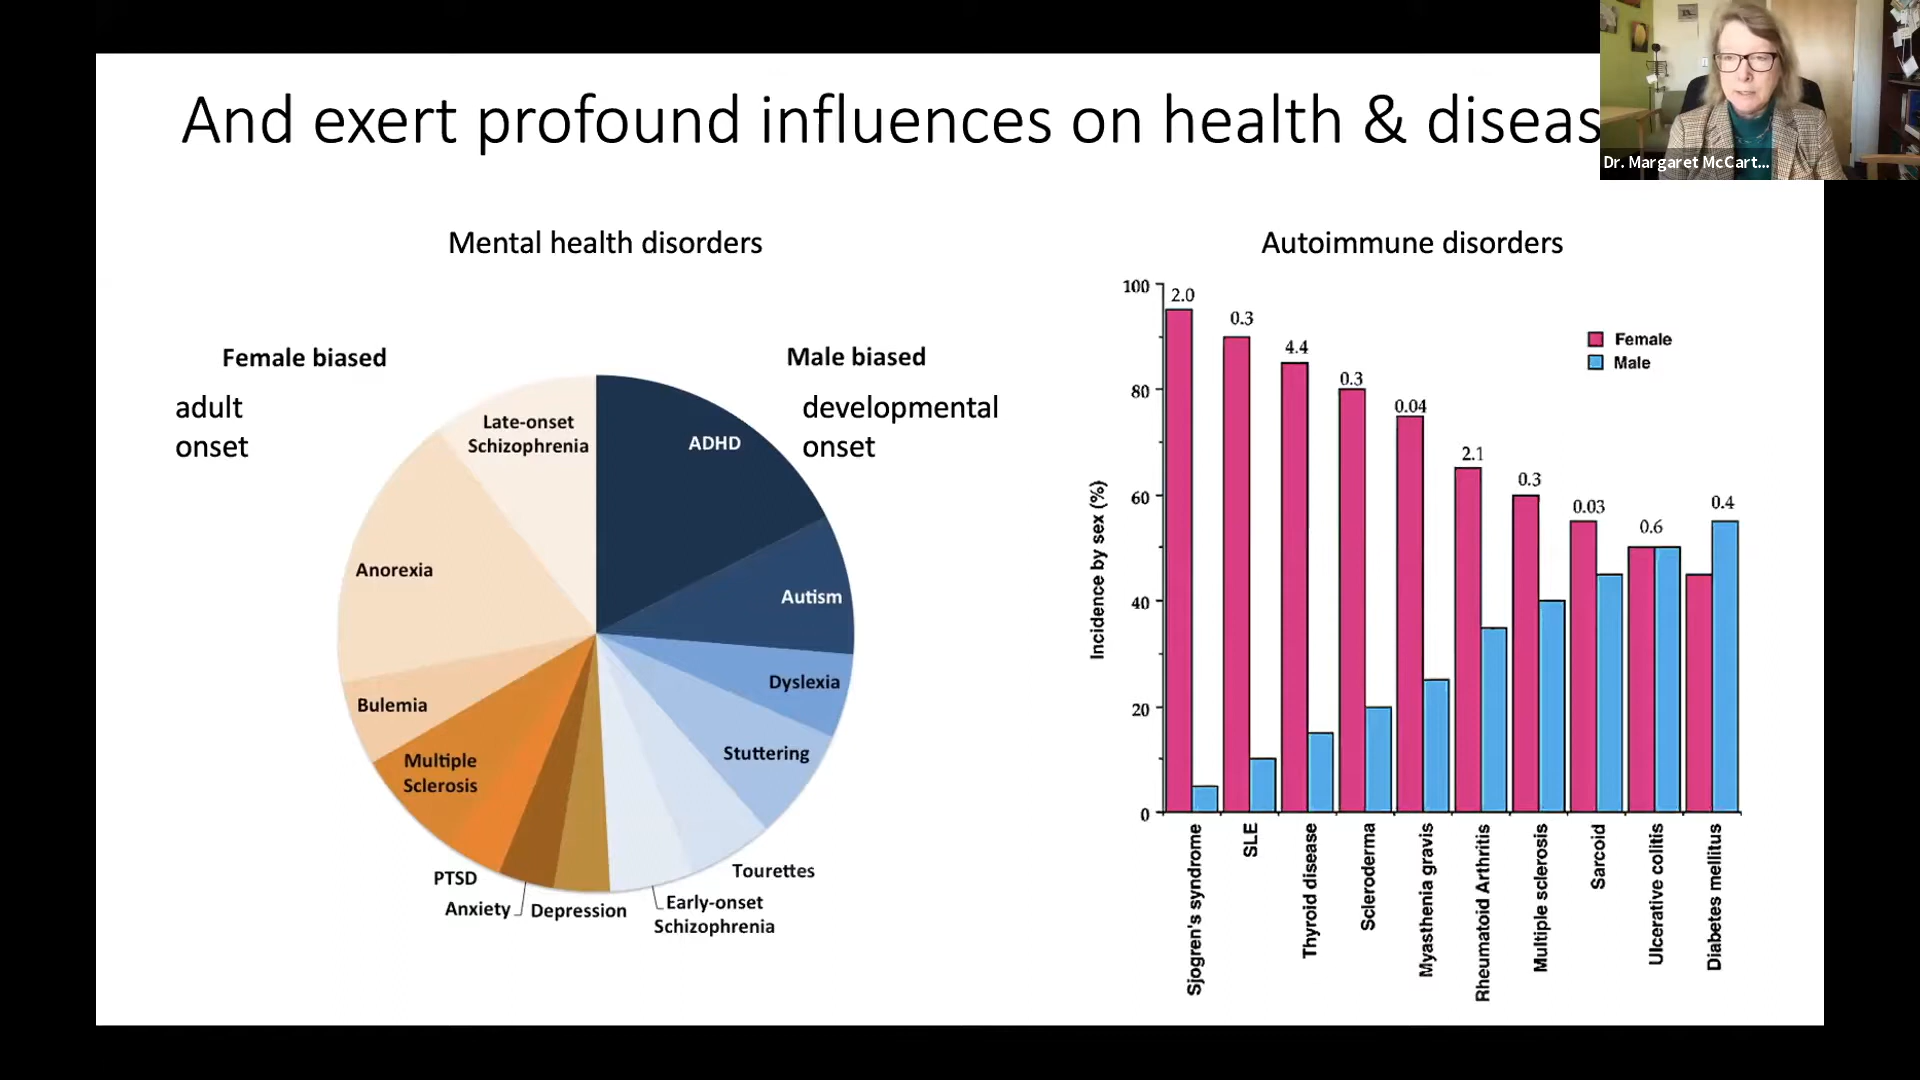 And exert profound influences on health & diseas
Dr. Margaret McCart...
Mental health disorders
Female biased
adult
onset
Male biased
developmental
onset
Late-onset
Schizophrenia
ADHD
Anorexia
Autism
Bulemia
Dyslexia
Multiple
Sclerosis
Stuttering
PTSD
Anxiety
Depression
Early-onset
Schizophrenia
Tourettes
Autoimmune disorders
Incidence by sex (%)
100
80
60
40
20
0
2.0
0.3
4.4
0.3
0.04
2.1
0.3
0.03
0.6
0.4
Female
Male
Sjogren's syndrome
SLE
Thyroid disease
Scleroderma
Myasthenia gravis
Rheumatoid Arthritis
Multiple sclerosis
Sarcoid
Ulcerative colitis
Diabetes mellitus